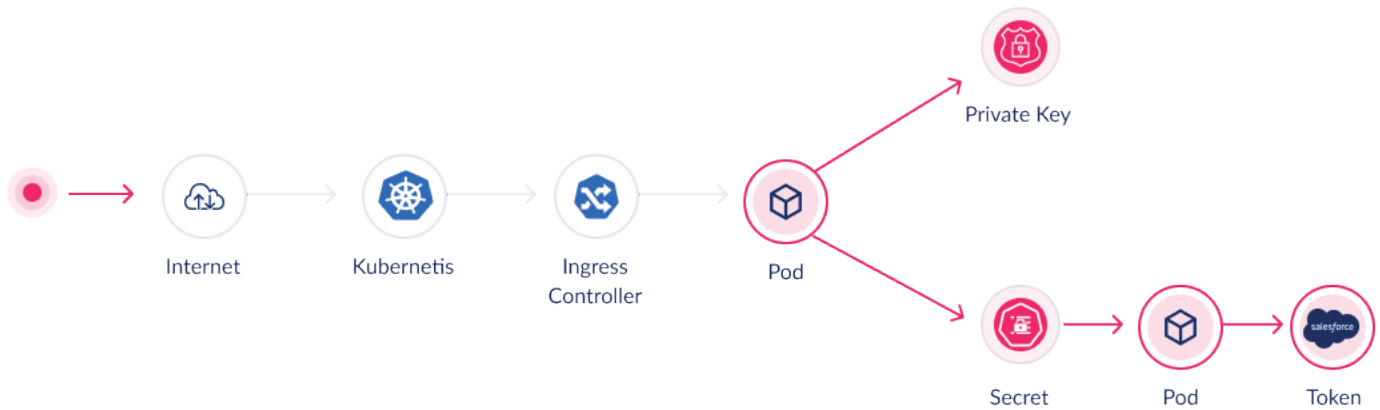 Private Key
Internet
Kubernetis
Ingress
Controller
Pod
salesforce
Secret
Pod
Token